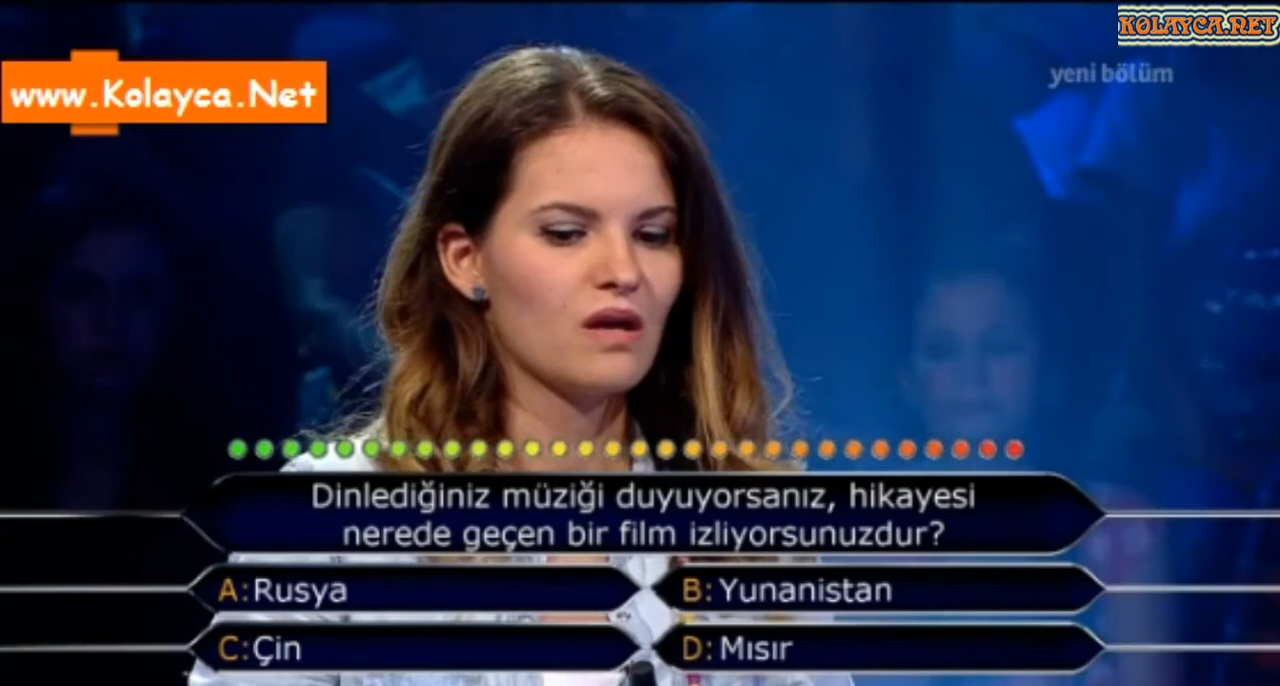 KOLAYCA.NET
yeni bölüm
www.Kolayca.Net
Dinlediğiniz müziği duyuyorsanız, hikayesi
nerede geçen bir film izliyorsunuzdur?
A: Rusya
B: Yunanistan
C: Çin
D: Mısır